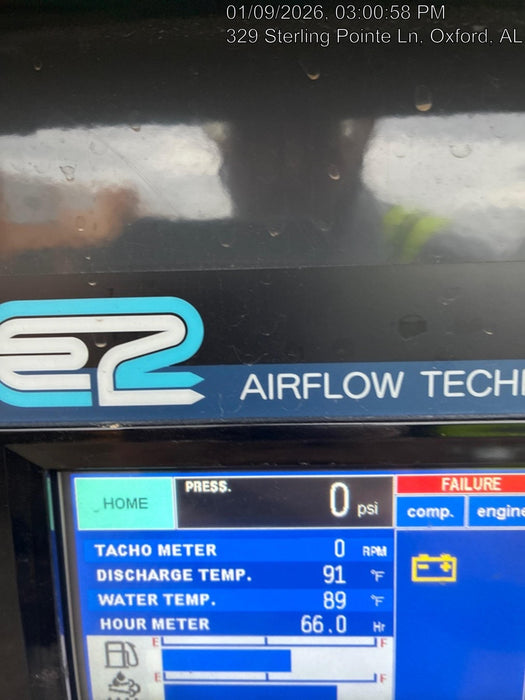 01/09/2026, 03:00:58 PM
329 Sterling Pointe Ln, Oxford, AL
e2
AIRFLOW TECH
HOME
PRESS. 0 psi
FAILURE
comp. engine
TACHO METER 0 RPM
DISCHARGE TEMP. 91 °F
WATER TEMP. 89 °F
HOUR METER 66.0 Hr
E F
E F